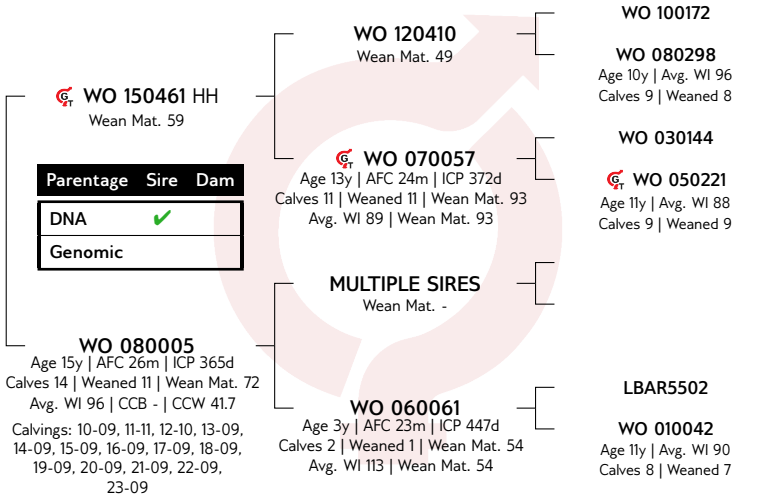 WO 150461 HH
Wean Mat. 59
Parentage Sire Dam
DNA ✔
Genomic
WO 080005
Age 15y | AFC 26m | ICP 365d
Calves 14 | Weaned 11 | Wean Mat. 72
Avg. WI 96 | CCB - | CCW 41.7
Calvings: 10-09, 11-11, 12-10, 13-09,
14-09, 15-09, 16-09, 17-09, 18-09,
19-09, 20-09, 21-09, 22-09,
23-09
WO 120410
Wean Mat. 49
GT WO 070057
Age 13y | AFC 24m | ICP 372d
Calves 11 | Weaned 11 | Wean Mat. 93
Avg. WI 89 | Wean Mat. 93
MULTIPLE SIRES
Wean Mat. -
WO 060061
Age 3y | AFC 23m | ICP 447d
Calves 2 | Weaned 1 | Wean Mat. 54
Avg. WI 113 | Wean Mat. 54
WO 100172
WO 080298
Age 10y | Avg. WI 96
Calves 9 | Weaned 8
WO 030144
GT WO 050221
Age 11y | Avg. WI 88
Calves 9 | Weaned 9
LBAR5502
WO 010042
Age 11y | Avg. WI 90
Calves 8 | Weaned 7